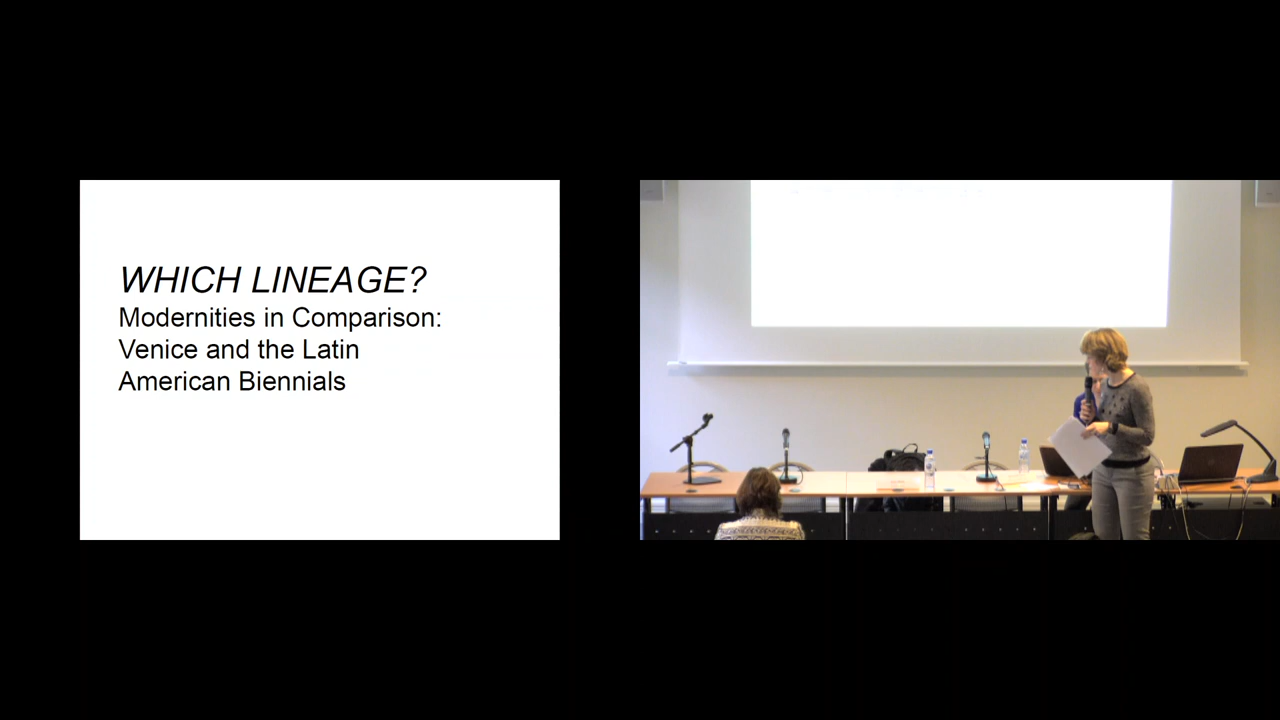 WHICH LINEAGE?
Modernities in Comparison:
Venice and the Latin
American Biennials